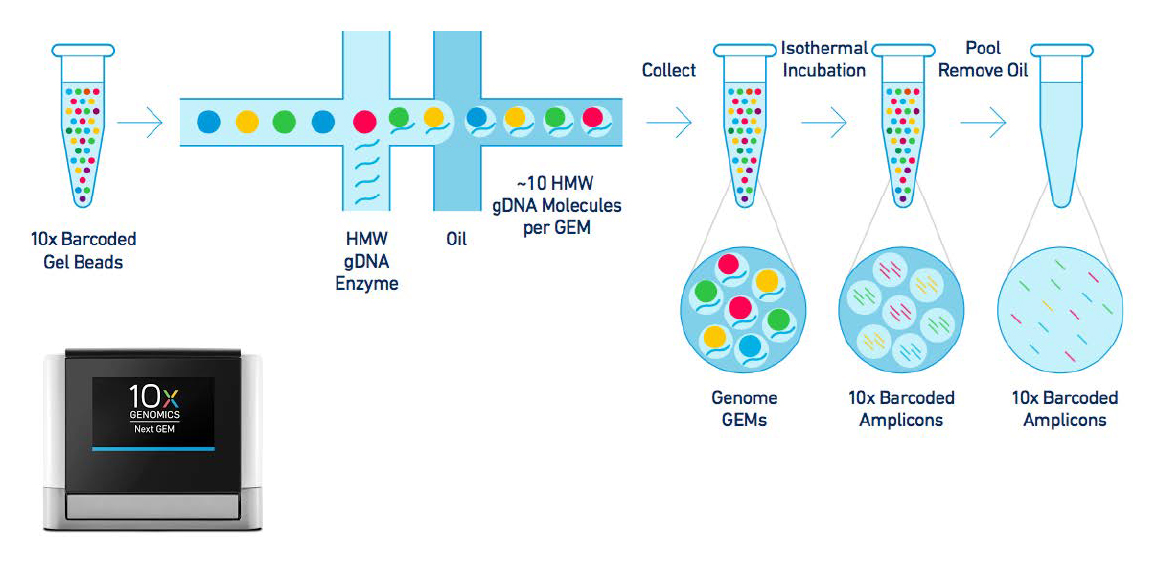 Collect
Isothermal
Incubation
Pool
Remove Oil
10x Barcoded
Gel Beads
HMW
gDNA
Enzyme
Oil
~10 HMW
gDNA Molecules
per GEM
Genome
GEMs
10x Barcoded
Amplicons
10x Barcoded
Amplicons
10x
GENOMICS
Next GEM